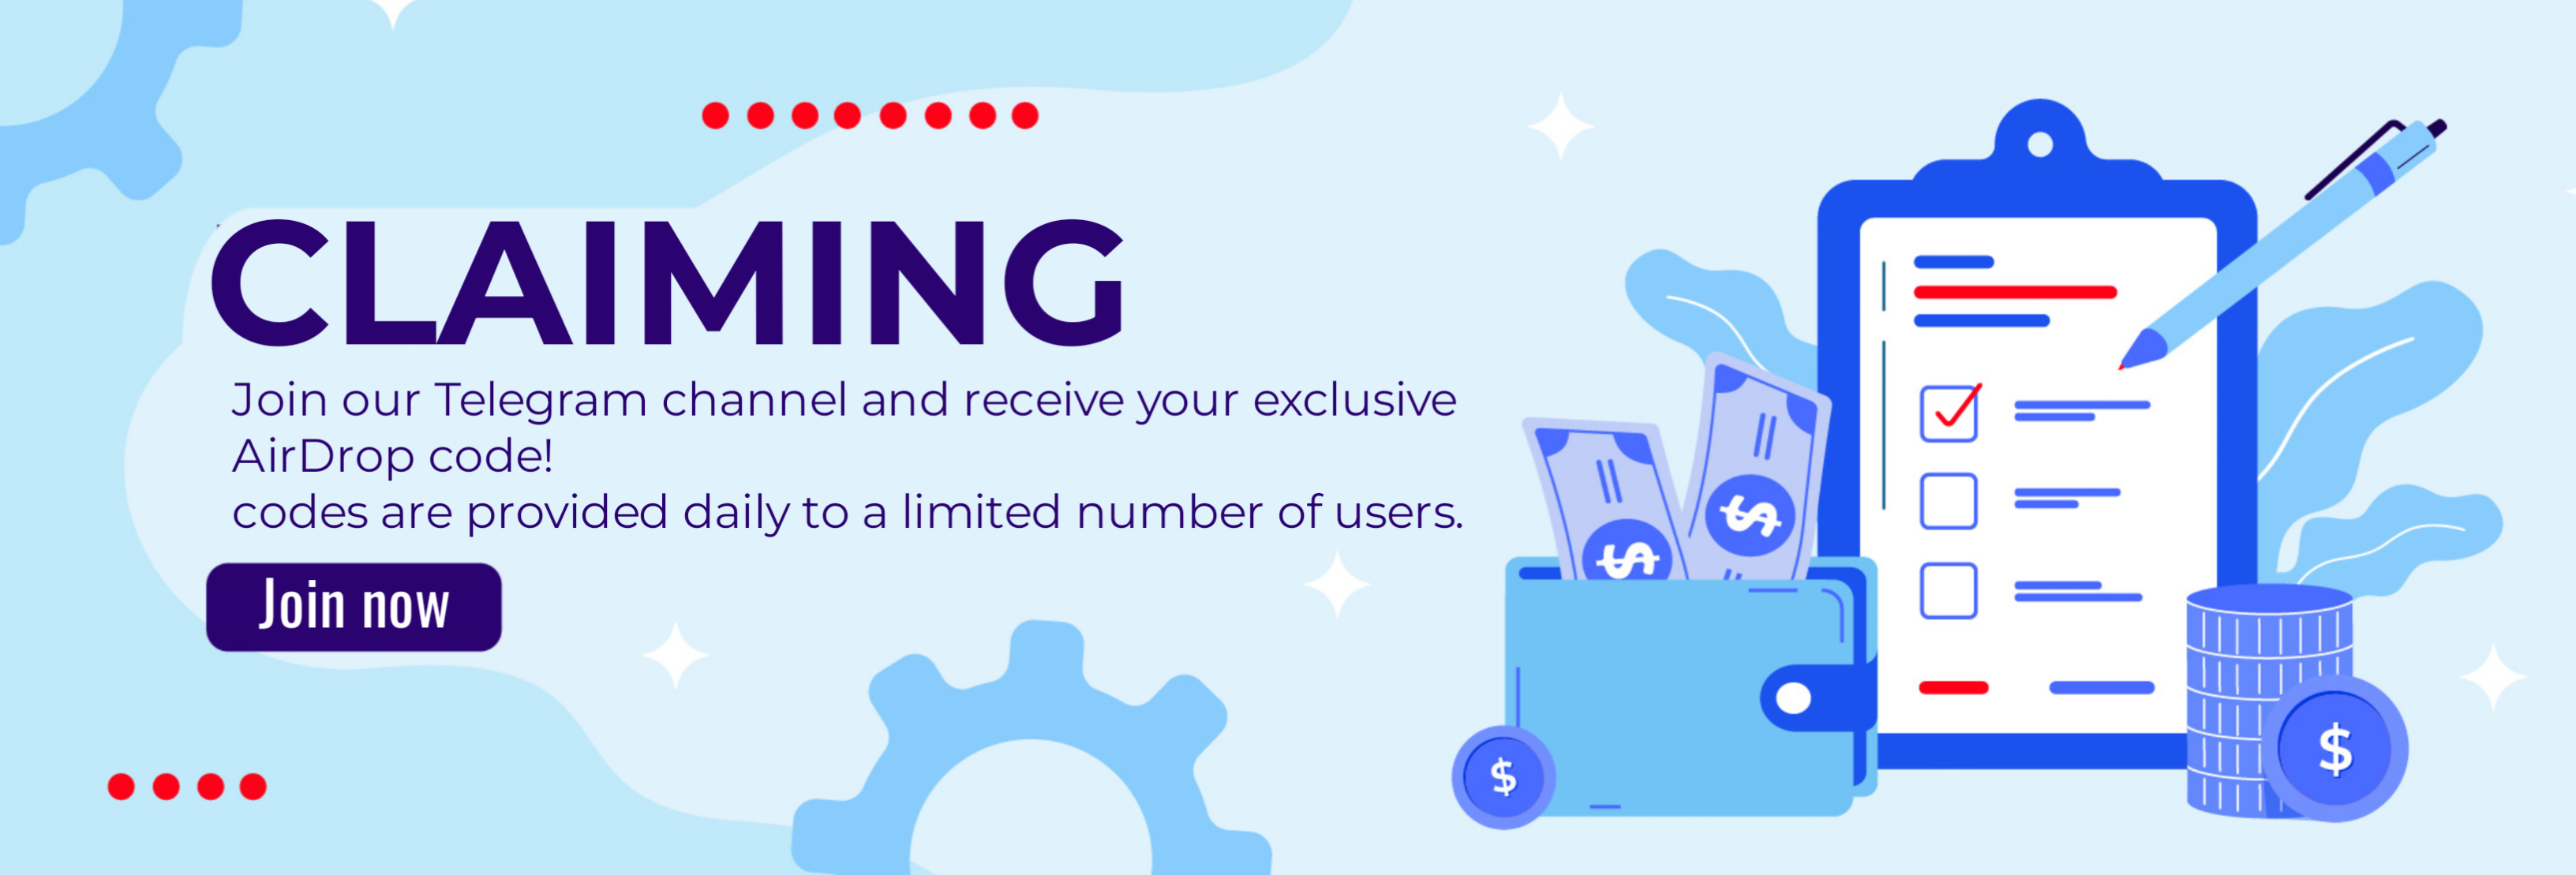 CLAIMING
Join our Telegram channel and receive your exclusive
AirDrop code!
codes are provided daily to a limited number of users.
Join now
$
$
$
$